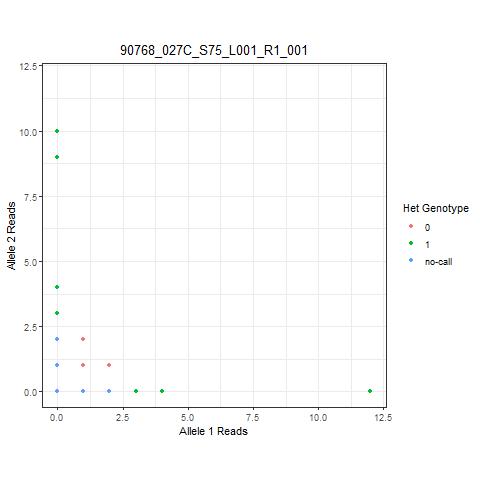 90768_027C_S75_L001_R1_001
12.5
10.0
7.5
5.0
2.5
0.0
Allele 2 Reads
0.0 2.5 5.0 7.5 10.0 12.5
Allele 1 Reads
Het Genotype
0
1
no-call